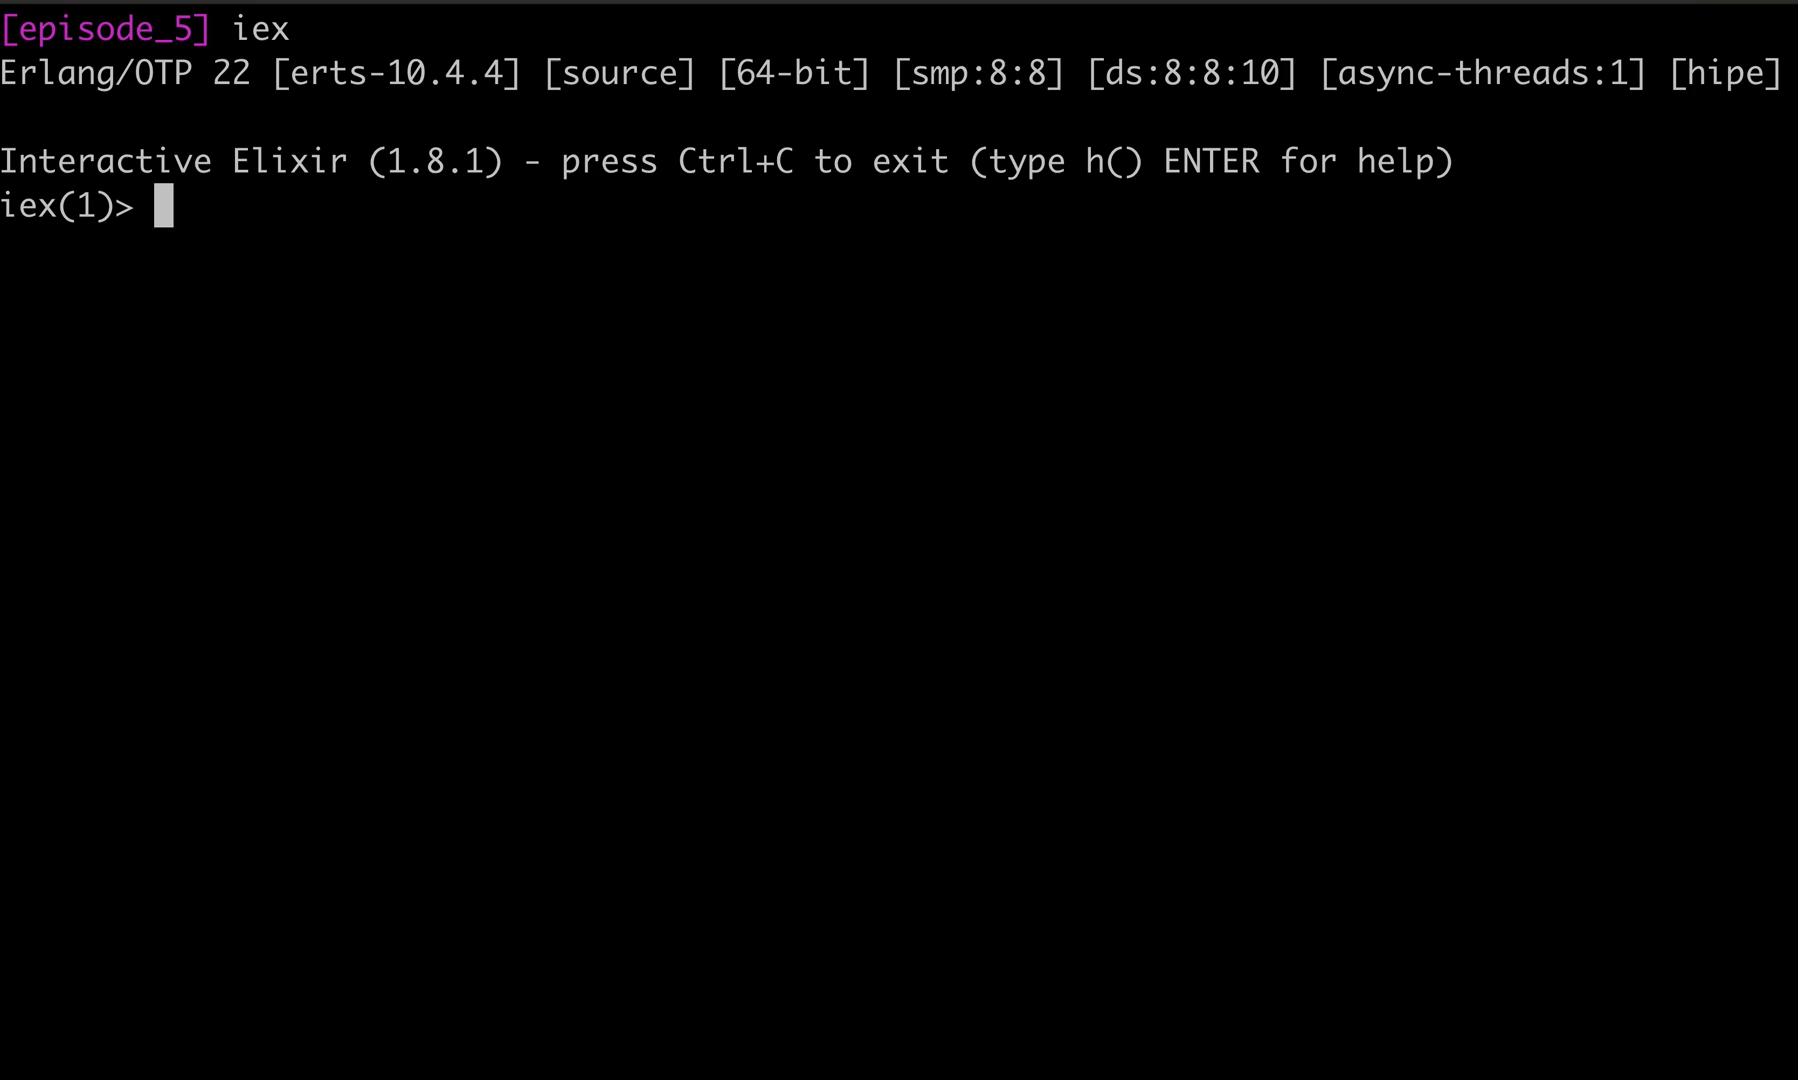 [episode_5] iex
Erlang/OTP 22 [erts-10.4.4] [source] [64-bit] [smp:8:8] [ds:8:8:10] [async-threads:1] [hipe]
Interactive Elixir (1.8.1) - press Ctrl+C to exit (type h() ENTER for help)
iex(1)>